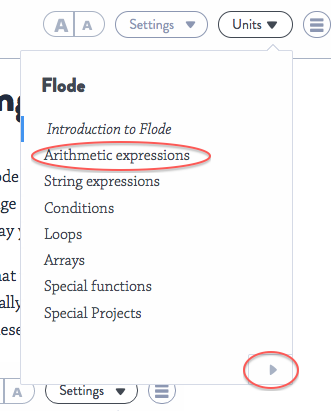 A A Settings Units
Flode
Introduction to Flode
Arithmetic expressions
String expressions
Conditions
Loops
Arrays
Special functions
Special Projects
A Settings